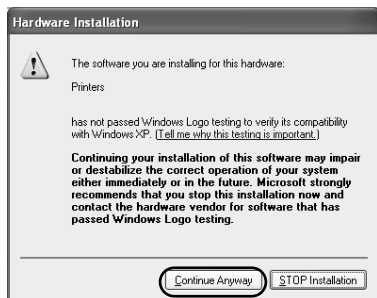 Hardware Installation
The software you are installing for this hardware:
Printers
has not passed Windows Logo testing to verify its compatibility
with Windows XP. (Tell me why this testing is important.)
Continuing your installation of this software may impair
or destabilize the correct operation of your system
either immediately or in the future. Microsoft strongly
recommends that you stop this installation now and
contact the hardware vendor for software that has
passed Windows Logo testing.
Continue Anyway STOP Installation